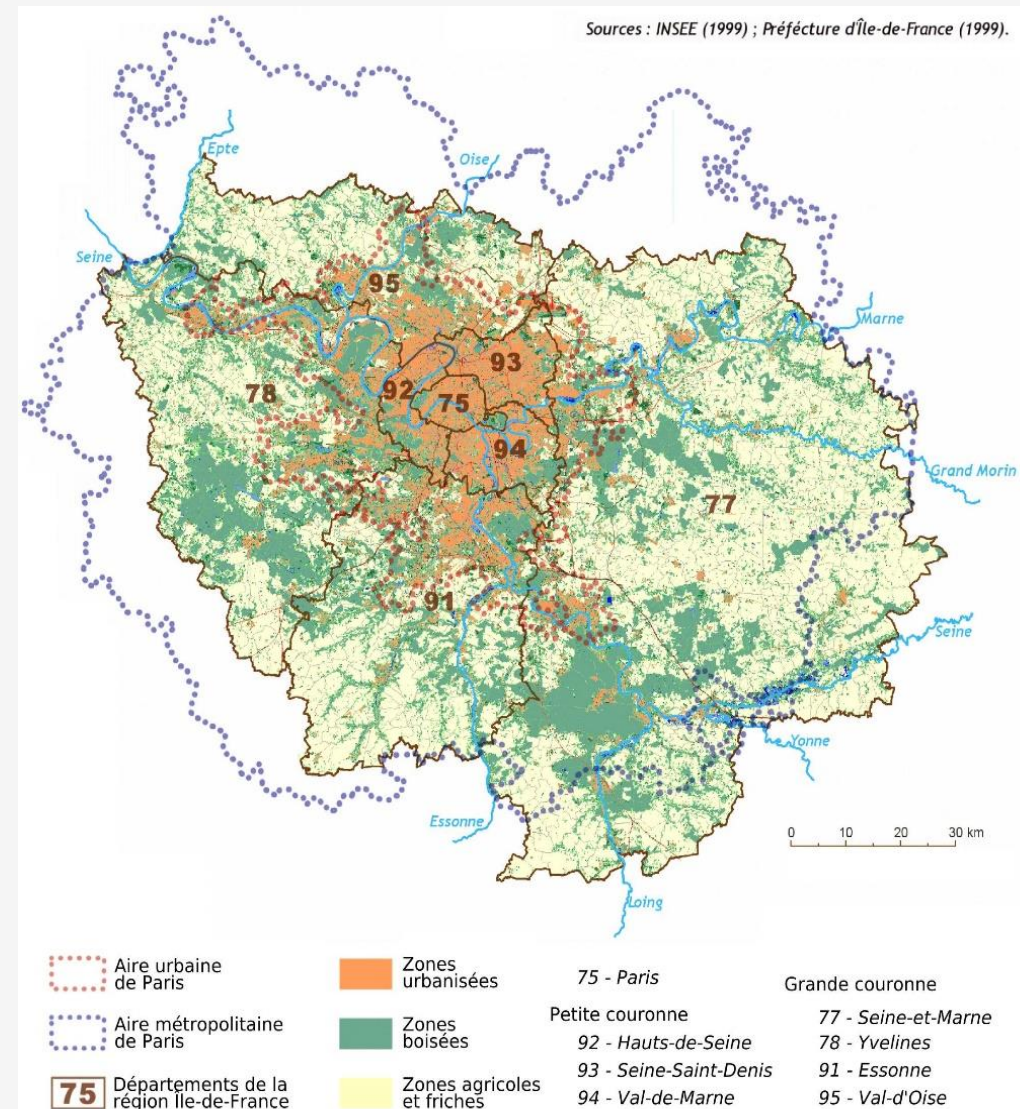 Sources : INSEE (1999) ; Préfécture d'Île-de-France (1999).
Epte
Oise
Seine
95
Marne
93
92
78
75
94
Grand Morin
77
91
Seine
Yonne
Essonne
0 10 20 30 km
Loing
Aire urbaine
de Paris
Aire métropolitaine
de Paris
75 Départements de la
région Ile-de-France
Zones
urbanisées
Zones
boisées
Zones agricoles
et friches
75 - Paris
Petite couronne
92 - Hauts-de-Seine
93 - Seine-Saint-Denis
94 - Val-de-Marne
Grande couronne
77 - Seine-et-Marne
78 - Yvelines
91 - Essonne
95 - Val-d'Oise